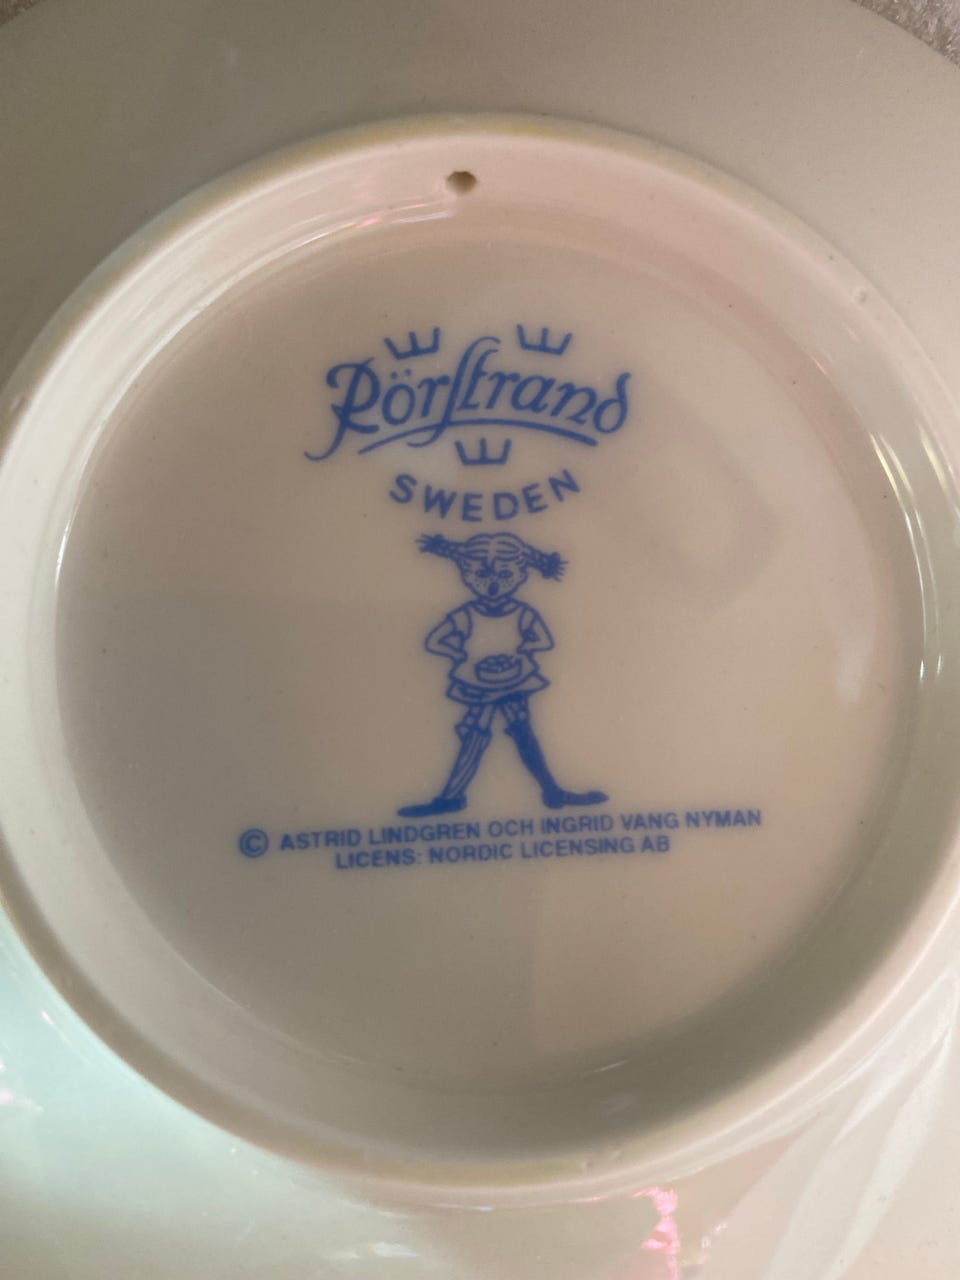 Rörstrand
SWEDEN
© ASTRID LINDGREN OCH INGRID VANG NYMAN
LICENS: NORDIC LICENSING AB